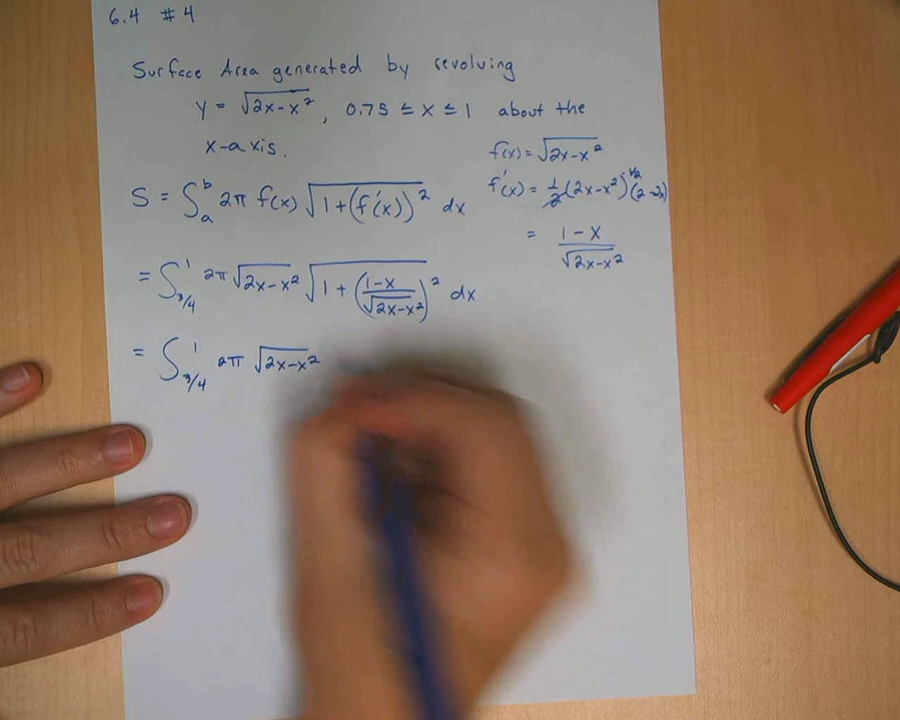 6.4 #4
Surface Area generated by revolving
y = √(2x-x²), 0.75 ≤ x ≤ 1 about the
x-axis.
f(x) = √(2x-x²)
f'(x) = 1/2 (2x-x²)^(-1/2) (2-2x)
= (1-x)/√(2x-x²)
S = ∫_a^b 2π f(x) √(1+(f'(x))²) dx
= ∫_{3/4}^1 2π √(2x-x²) √(1 + ((1-x)/√(2x-x²))²) dx
= ∫_{3/4}^1 2π √(2x-x²)